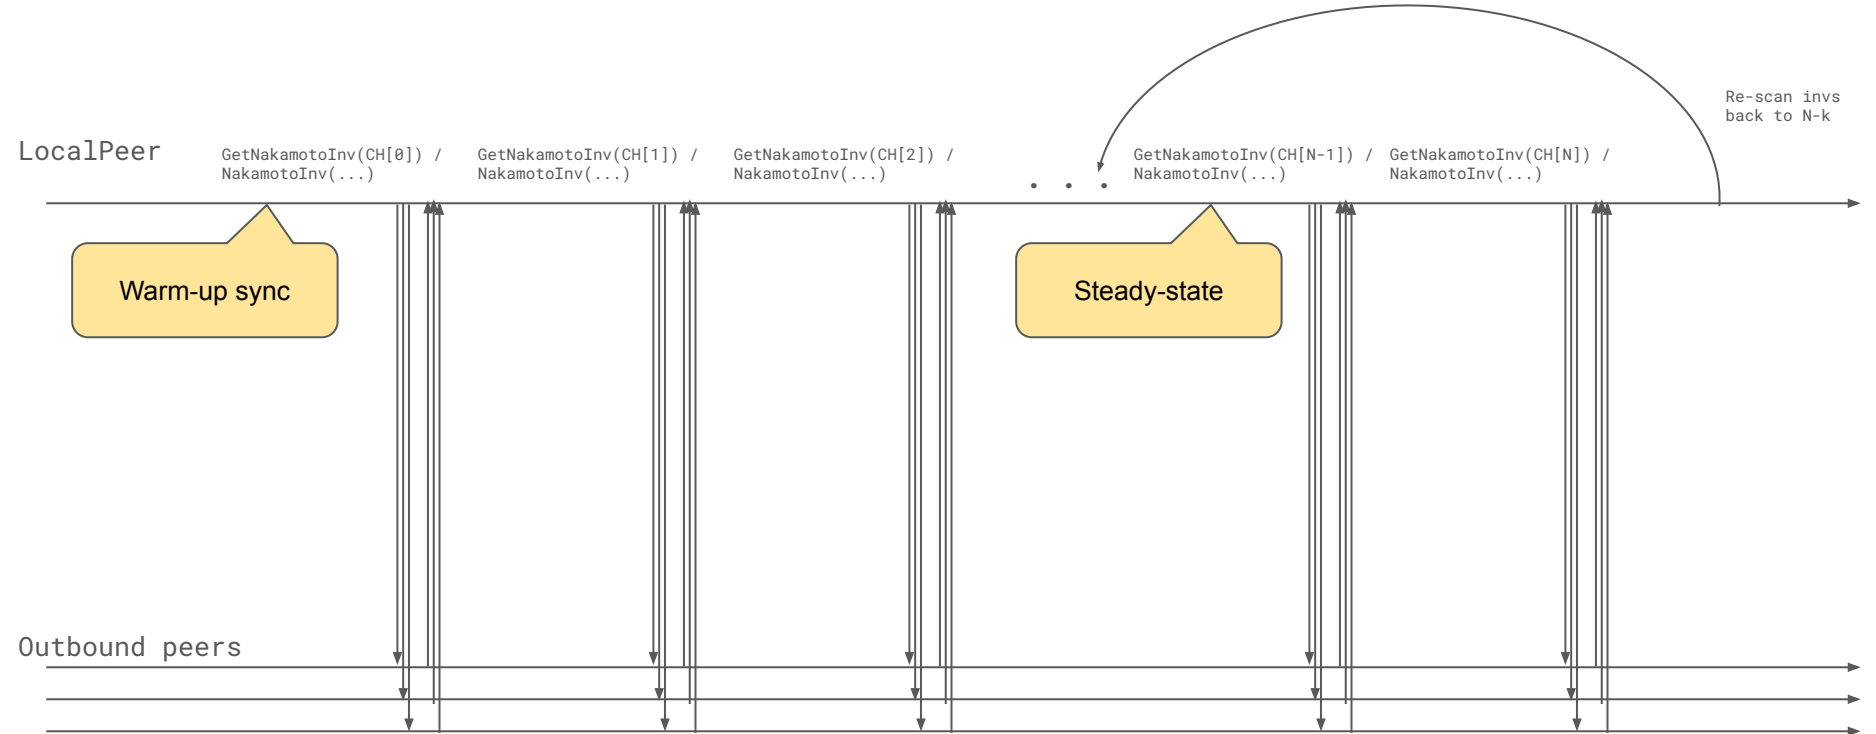 Re-scan invs
back to N-k
LocalPeer
GetNakamotoInv(CH[0]) /
NakamotoInv(...)
GetNakamotoInv(CH[1]) /
NakamotoInv(...)
GetNakamotoInv(CH[2]) /
NakamotoInv(...)
. . .
GetNakamotoInv(CH[N-1]) /
NakamotoInv(...)
GetNakamotoInv(CH[N]) /
NakamotoInv(...)
Warm-up sync
Steady-state
Outbound peers